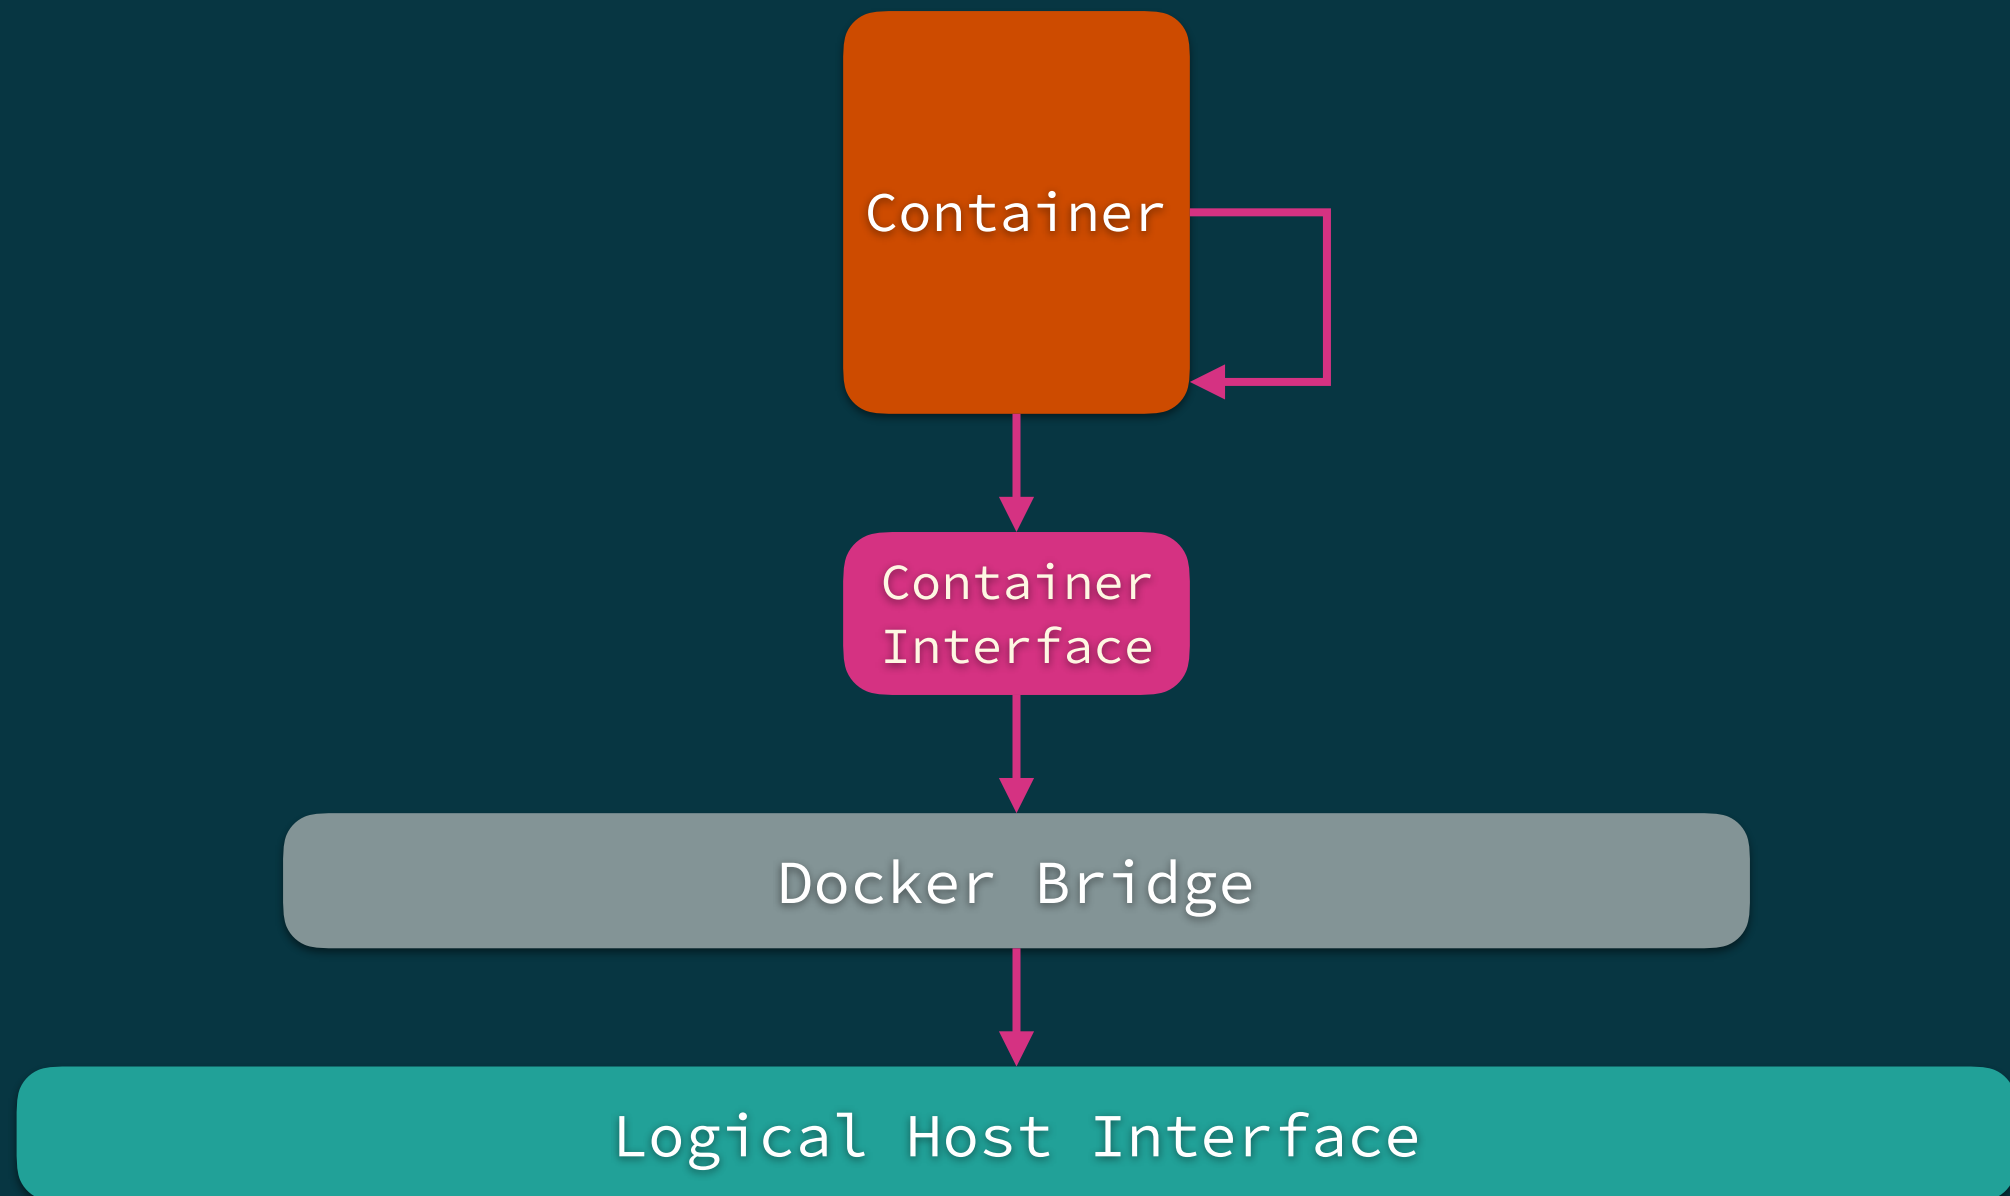 Container
Container
Interface
Docker Bridge
Logical Host Interface